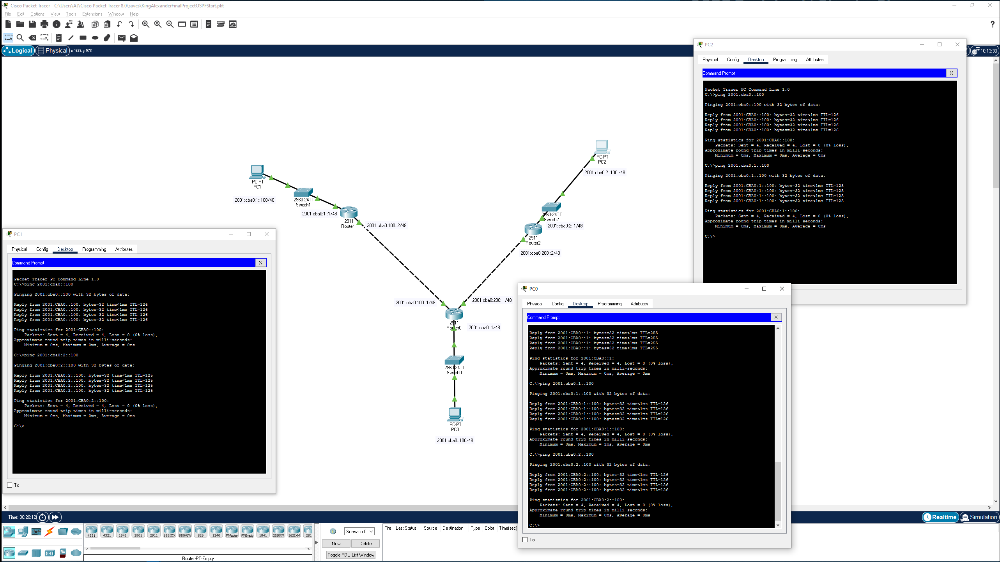 Cisco Packet Tracer - C:\Users\AJ\Cisco Packet Tracer 8.0\saves\KingAlexanderFinalProjectOSPFStart.pkt
File Edit Options View Tools Extensions Window Help
Logical Physical x: 1628, y: 578
10:13:30
PC-PT
PC1
2001:cba0:1::100/48
2960-24TT
Switch1
2001:cba0:1::1/48
2911
Router1
2001:cba0:100::2/48
PC-PT
PC2
2001:cba0:2::100 /48
2960-24TT
Switch2
2001:cba0:2::1/48
2911
Router2
2001:cba0:200::2/48
2001:cba0:100::1/48
2001:cba0:200::1/48
2911
Router0
2001:cba0::1/48
2960-24TT
Switch0
PC-PT
PC0
2001:cba0::100/48
PC2
Physical Config Desktop Programming Attributes
Command Prompt X
Packet Tracer PC Command Line 1.0
C:\>ping 2001:cba0::100
Pinging 2001:cba0::100 with 32 bytes of data:
Reply from 2001:CBA0::100: bytes=32 time<1ms TTL=126
Reply from 2001:CBA0::100: bytes=32 time<1ms TTL=126
Reply from 2001:CBA0::100: bytes=32 time<1ms TTL=126
Reply from 2001:CBA0::100: bytes=32 time<1ms TTL=126
Ping statistics for 2001:CBA0::100:
Packets: Sent = 4, Received = 4, Lost = 0 (0% loss),
Approximate round trip times in milli-seconds:
Minimum = 0ms, Maximum = 0ms, Average = 0ms
C:\>ping 2001:cba0:1::100
Pinging 2001:cba0:1::100 with 32 bytes of data:
Reply from 2001:CBA0:1::100: bytes=32 time<1ms TTL=125
Reply from 2001:CBA0:1::100: bytes=32 time<1ms TTL=125
Reply from 2001:CBA0:1::100: bytes=32 time<1ms TTL=125
Reply from 2001:CBA0:1::100: bytes=32 time<1ms TTL=125
Ping statistics for 2001:CBA0:1::100:
Packets: Sent = 4, Received = 4, Lost = 0 (0% loss),
Approximate round trip times in milli-seconds:
Minimum = 0ms, Maximum = 0ms, Average = 0ms
C:\>
PC1
Physical Config Desktop Programming Attributes
Command Prompt X
Packet Tracer PC Command Line 1.0
C:\>ping 2001:cba0::100
Pinging 2001:cba0::100 with 32 bytes of data:
Reply from 2001:CBA0::100: bytes=32 time<1ms TTL=126
Reply from 2001:CBA0::100: bytes=32 time<1ms TTL=126
Reply from 2001:CBA0::100: bytes=32 time<1ms TTL=126
Reply from 2001:CBA0::100: bytes=32 time<1ms TTL=126
Ping statistics for 2001:CBA0::100:
Packets: Sent = 4, Received = 4, Lost = 0 (0% loss),
Approximate round trip times in milli-seconds:
Minimum = 0ms, Maximum = 0ms, Average = 0ms
C:\>ping 2001:cba0:2::100
Pinging 2001:cba0:2::100 with 32 bytes of data:
Reply from 2001:CBA0:2::100: bytes=32 time<1ms TTL=125
Reply from 2001:CBA0:2::100: bytes=32 time<1ms TTL=125
Reply from 2001:CBA0:2::100: bytes=32 time<1ms TTL=125
Reply from 2001:CBA0:2::100: bytes=32 time<1ms TTL=125
Ping statistics for 2001:CBA0:2::100:
Packets: Sent = 4, Received = 4, Lost = 0 (0% loss),
Approximate round trip times in milli-seconds:
Minimum = 0ms, Maximum = 0ms, Average = 0ms
C:\>
To
PC0
Physical Config Desktop Programming Attributes
Command Prompt X
Reply from 2001:CBA0::1: bytes=32 time<1ms TTL=255
Reply from 2001:CBA0::1: bytes=32 time<1ms TTL=255
Reply from 2001:CBA0::1: bytes=32 time<1ms TTL=255
Reply from 2001:CBA0::1: bytes=32 time<1ms TTL=255
Ping statistics for 2001:CBA0::1:
Packets: Sent = 4, Received = 4, Lost = 0 (0% loss),
Approximate round trip times in milli-seconds:
Minimum = 0ms, Maximum = 0ms, Average = 0ms
C:\>ping 2001:cba0:1::100
Pinging 2001:cba0:1::100 with 32 bytes of data:
Reply from 2001:CBA0:1::100: bytes=32 time<1ms TTL=126
Reply from 2001:CBA0:1::100: bytes=32 time<1ms TTL=126
Reply from 2001:CBA0:1::100: bytes=32 time<1ms TTL=126
Reply from 2001:CBA0:1::100: bytes=32 time<1ms TTL=126
Ping statistics for 2001:CBA0:1::100:
Packets: Sent = 4, Received = 4, Lost = 0 (0% loss),
Approximate round trip times in milli-seconds:
Minimum = 0ms, Maximum = 1ms, Average = 0ms
C:\>ping 2001:cba0:2::100
Pinging 2001:cba0:2::100 with 32 bytes of data:
Reply from 2001:CBA0:2::100: bytes=32 time<1ms TTL=126
Reply from 2001:CBA0:2::100: bytes=32 time<1ms TTL=126
Reply from 2001:CBA0:2::100: bytes=32 time<1ms TTL=126
Reply from 2001:CBA0:2::100: bytes=32 time<1ms TTL=126
Ping statistics for 2001:CBA0:2::100:
Packets: Sent = 4, Received = 4, Lost = 0 (0% loss),
Approximate round trip times in milli-seconds:
Minimum = 0ms, Maximum = 0ms, Average = 0ms
C:\>
To
Time: 00:20:12
Realtime Simulation
4331 4321 1941 2901 2911 819IOX 819HGW 829 1240 PT-Router PT-Empty 1841 2620XM 2621XM 281
Router-PT-Empty
Scenario 0
New Delete
Toggle PDU List Window
Fire Last Status Source Destination Type Color Time(sec)